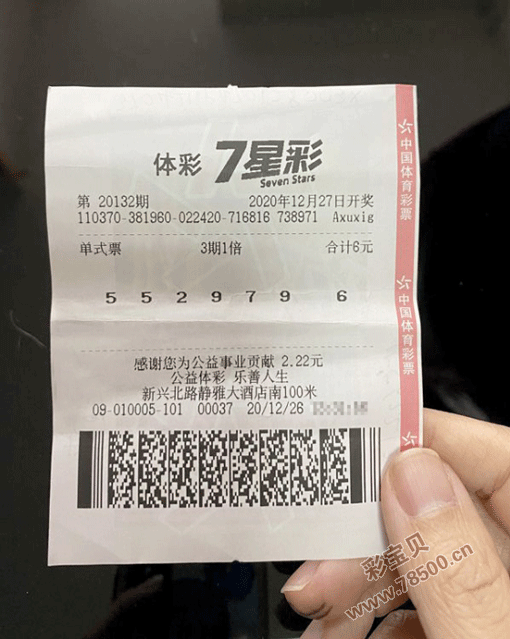 体彩 7星彩
Seven Stars
第 20132期 2020年12月27日开奖
110370-381960-022420-716816 738971 Axuxig
单式票 3期1倍 合计6元
5 5 2 9 7 9 6
感谢您为公益事业贡献 2.22元
公益体彩 乐善人生
新兴北路静雅大酒店南100米
09-010005-101 00037 20/12/26
中国体育彩票
中国体育彩票
彩宝贝
www.78500.cn